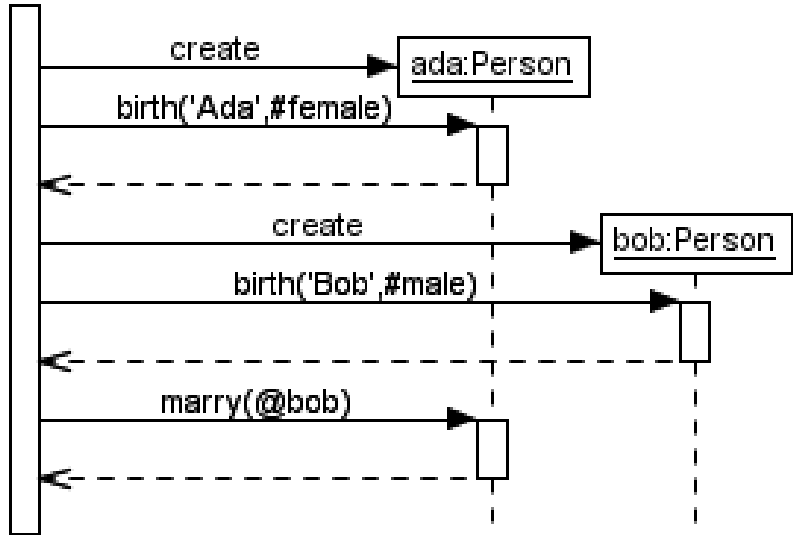 create
ada:Person
birth('Ada',#female)
create
bob:Person
birth('Bob',#male)
marry(@bob)